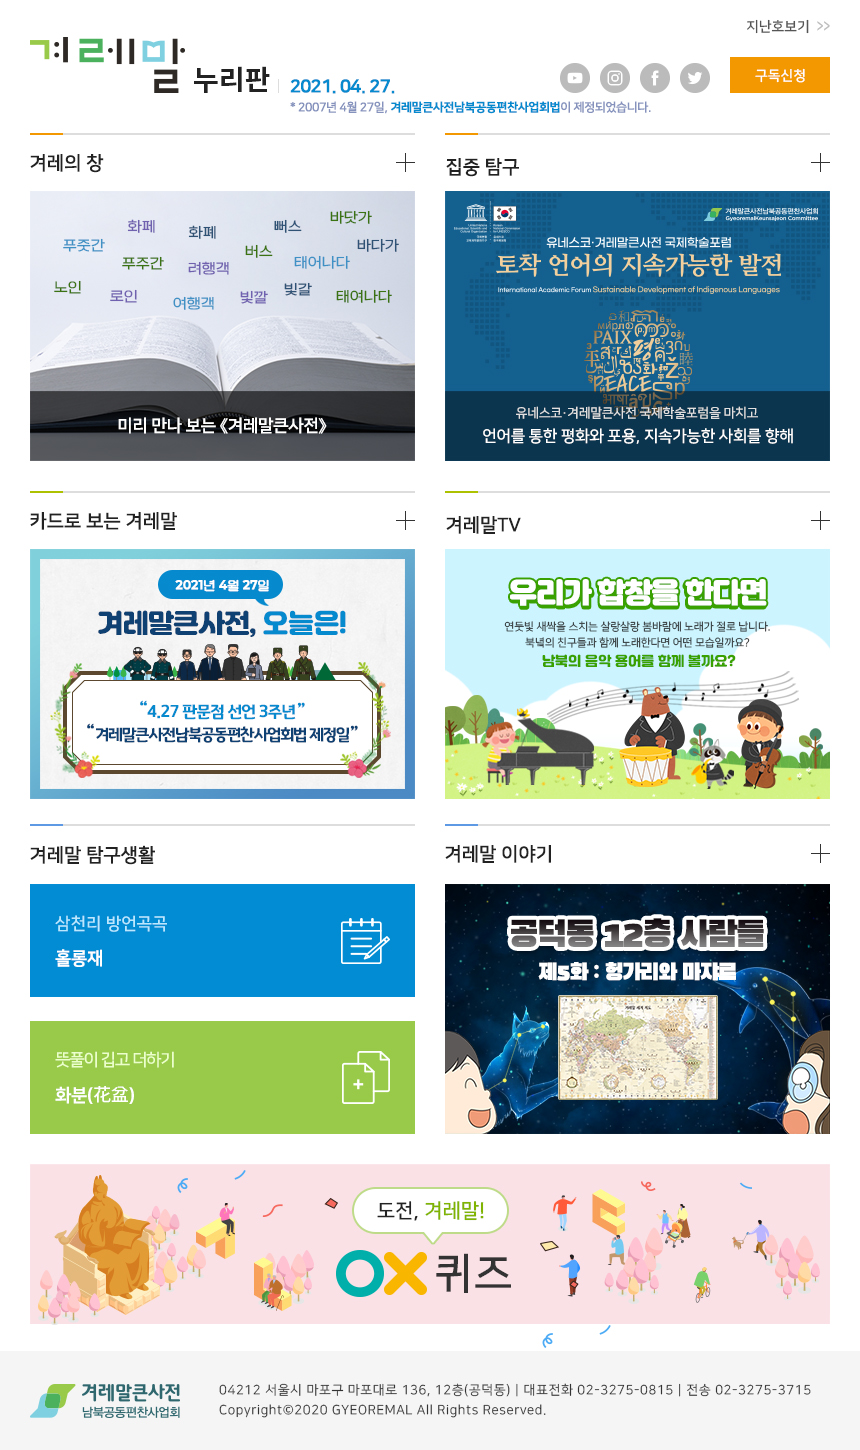 지난호보기 >>
겨레말 누리판
2021. 04. 27.
구독신청
* 2007년 4월 27일, 겨레말큰사전남북공동편찬사업회법이 제정되었습니다.
겨레의 창
화페 화폐 뻐스 바닷가
푸줏간 푸주간 려행객 버스 태어나다 바다가
노인 로인 여행객 빛깔 빛갈 태여나다
미리 만나 보는 《겨레말큰사전》
집중 탐구
겨레말큰사전남북공동편찬사업회
GyeoremalKeunsajeon Committee
유네스코·겨레말큰사전 국제학술포럼
토착 언어의 지속가능한 발전
International Academic Forum Sustainable Development of Indigenous Languages
PAIX
평
PEACE
유네스코·겨레말큰사전 국제학술포럼을 마치고
언어를 통한 평화와 포용, 지속가능한 사회를 향해
카드로 보는 겨레말
2021년 4월 27일
겨레말큰사전, 오늘은!
“4.27 판문점 선언 3주년”
“겨레말큰사전남북공동편찬사업회법 제정일”
겨레말TV
우리가 합창을 한다면
연둣빛 새싹을 스치는 살랑살랑 봄바람에 노래가 절로 납니다.
북녘의 친구들과 함께 노래한다면 어떤 모습일까요?
남북의 음악 용어를 함께 볼까요?
겨레말 탐구생활
삼천리 방언곡곡
홀롱재
뜻풀이 깁고 더하기
화분(花盆)
겨레말 이야기
공덕동 12층 사람들
제5화 : 헝가리와 마쟈르
겨레말 세계 지도
도전, 겨레말!
OX퀴즈
겨레말큰사전
남북공동편찬사업회
04212 서울시 마포구 마포대로 136, 12층(공덕동) | 대표전화 02-3275-0815 | 전송 02-3275-3715
Copyright©2020 GYEOREMAL All Rights Reserved.